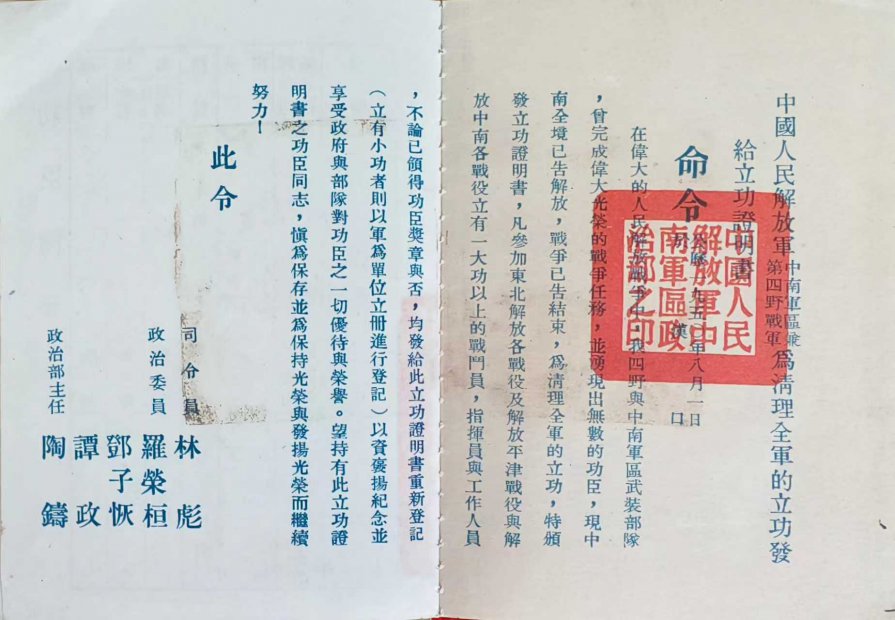 中國人民解放軍中南軍區兼第四野戰軍爲清理全軍的立功發
給立功證明書
命令
公歷一九五〇年八月一日
於漢口
在偉大的人民解放戰爭中，我四野與中南軍區武裝部隊
，曾完成偉大光榮的戰爭任務，並湧現出無數的功臣，現中
南全境已告解放，戰爭已告結束，爲清理全軍的立功，特頒
發立功證明書，凡參加東北解放各戰役及解放平津戰役與解
放中南各戰役立有一大功以上的戰鬥員，指揮員與工作人員
，不論已領得功臣獎章與否，均發給此立功證明書重新登記
（立有小功者則以軍爲單位立冊進行登記）以資褒揚紀念並
享受政府與部隊對功臣之一切優待與榮譽。望持有此立功證
明書之功臣同志，愼爲保存並爲保持光榮與發揚光榮而繼續
努力！
此令
司令員 林彪
政治委員 羅榮桓
鄧子恢
譚政
政治部主任 陶鑄
中國人民
解放軍中
南軍區政
治部之印